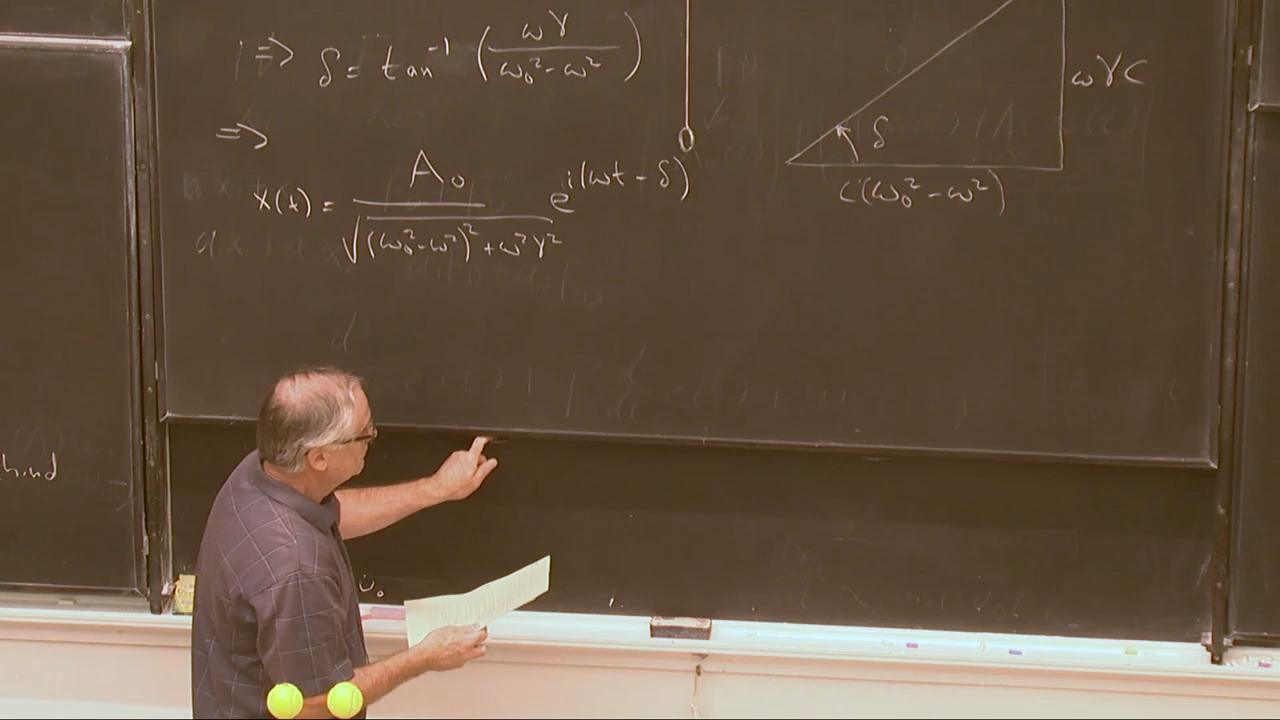 => δ = tan⁻¹ (ωγ / (ω₀² - ω²))
=>
x(t) = A₀ / √((ω₀² - ω²)² + ω²γ²) e^{i(ωt - δ)}
ωγC
δ
C(ω₀² - ω²)
hind